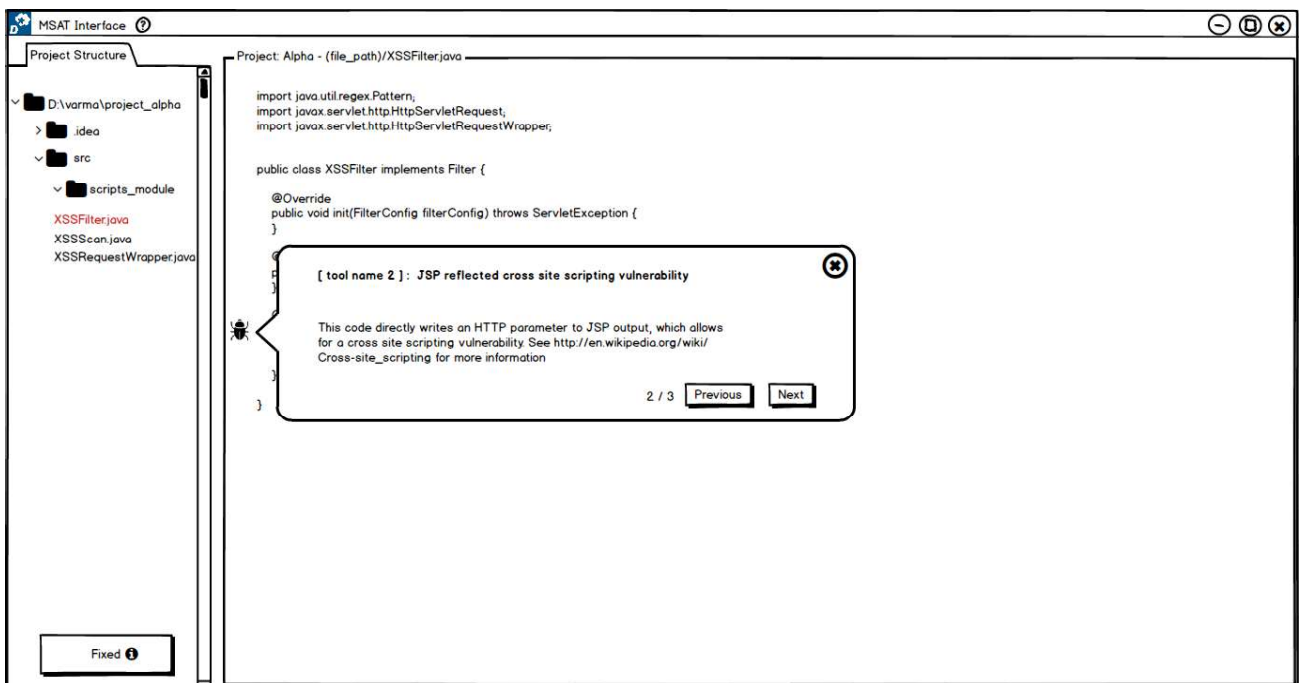 MSAT Interface ?
Project Structure
D:\varma\project_alpha
.idea
src
scripts_module
XSSFilter.java
XSSScan.java
XSSRequestWrapper.java
Fixed
Project: Alpha - (file_path)/XSSFilter.java
import java.util.regex.Pattern;
import javax.servlet.http.HttpServletRequest;
import javax.servlet.http.HttpServletRequestWrapper;
public class XSSFilter implements Filter {
@Override
public void init(FilterConfig filterConfig) throws ServletException {
}
[ tool name 2 ] : JSP reflected cross site scripting vulnerability
This code directly writes an HTTP parameter to JSP output, which allows
for a cross site scripting vulnerability. See http://en.wikipedia.org/wiki/
Cross-site_scripting for more information
2 / 3 Previous Next
}